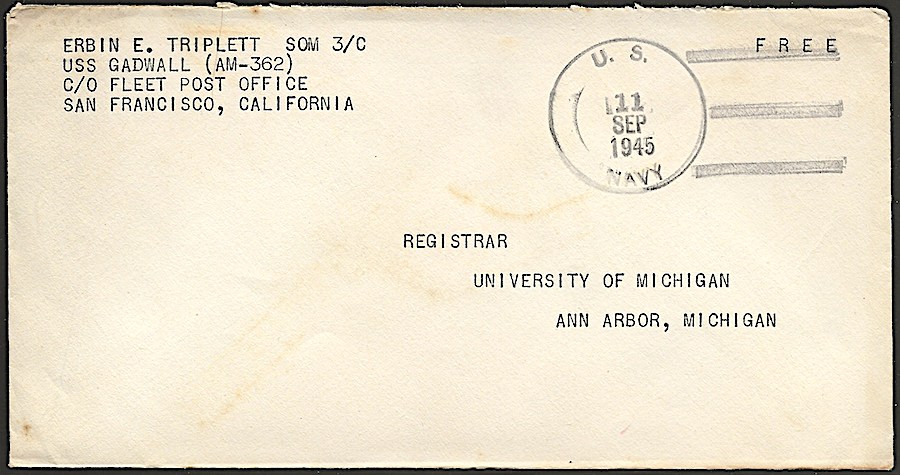 ERBIN E. TRIPLETT SOM 3/C
USS GADWALL (AM-362)
C/O FLEET POST OFFICE
SAN FRANCISCO, CALIFORNIA
U. S.
11
SEP
1945
NAVY
FREE
REGISTRAR
UNIVERSITY OF MICHIGAN
ANN ARBOR, MICHIGAN